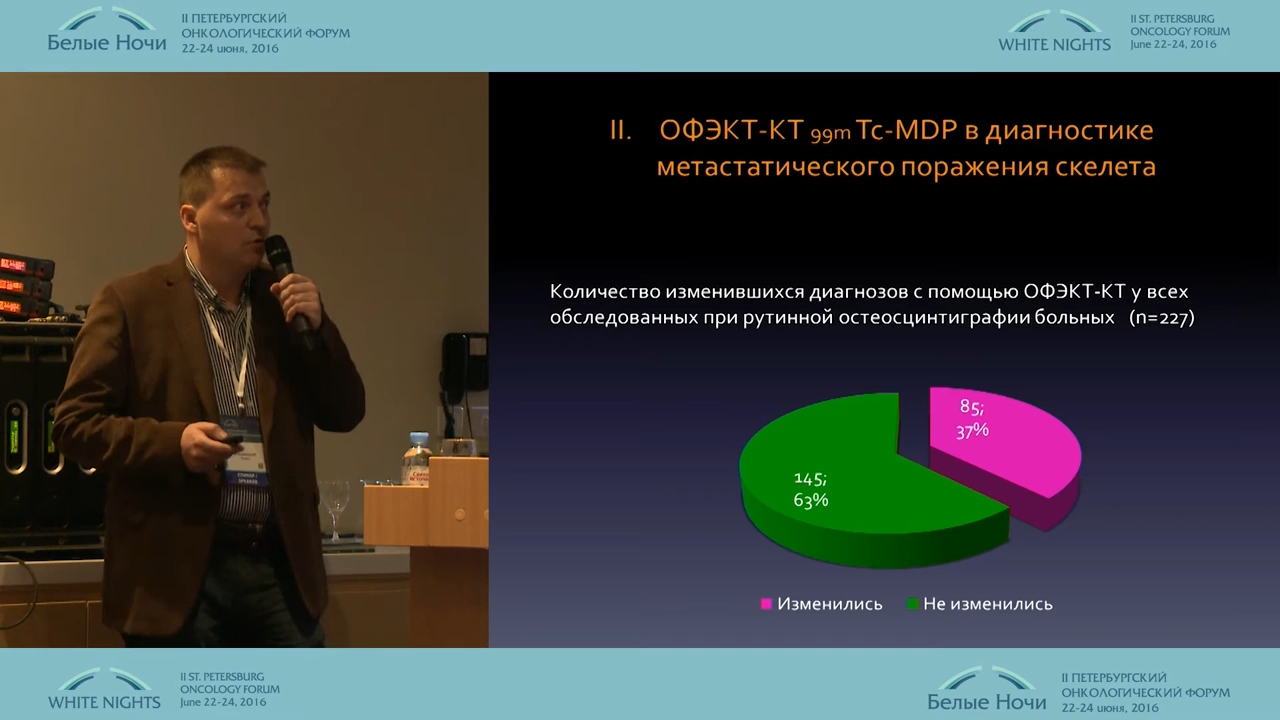 Белые Ночи
II ПЕТЕРБУРГСКИЙ
ОНКОЛОГИЧЕСКИЙ ФОРУМ
22-24 июня, 2016
WHITE NIGHTS
II ST. PETERSBURG
ONCOLOGY FORUM
June 22-24, 2016
II. ОФЭКТ-КТ 99m Tc-MDP в диагностике
метастатического поражения скелета
Количество изменившихся диагнозов с помощью ОФЭКТ-КТ у всех
обследованных при рутинной остеосцинтиграфии больных (n=227)
85;
37%
145;
63%
Изменились
Не изменились
WHITE NIGHTS
II ST. PETERSBURG
ONCOLOGY FORUM
June 22-24, 2016
Белые Ночи
II ПЕТЕРБУРГСКИЙ
ОНКОЛОГИЧЕСКИЙ ФОРУМ
22-24 июня, 2016